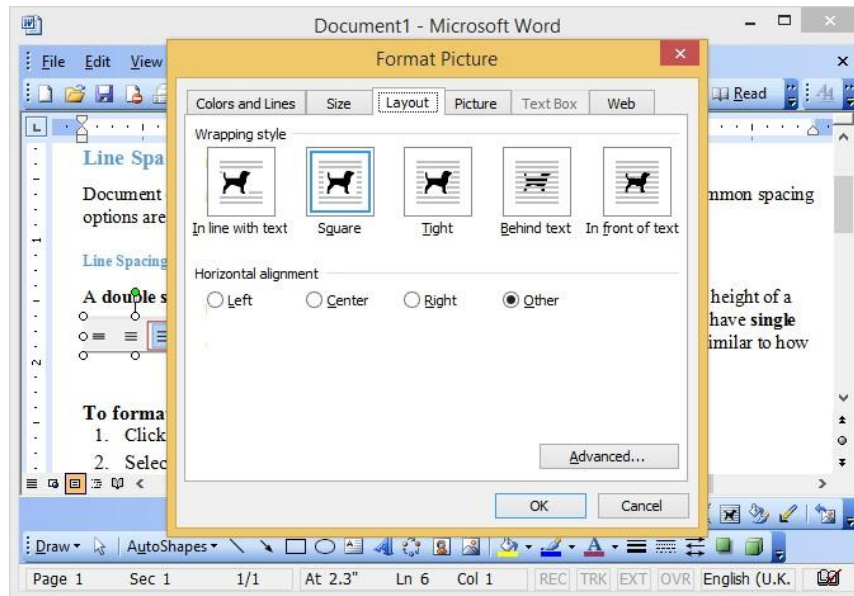 Document1 - Microsoft Word
File Edit View
Format Picture
Read
Colors and Lines Size Layout Picture Text Box Web
Wrapping style
In line with text Square Tight Behind text In front of text
Horizontal alignment
Left Center Right Other
Advanced...
OK Cancel
Line Spa
Document mmon spacing
options are
Line Spacing
A double s height of a
have single
imilar to how
To forma
1. Click
2. Selec
Draw AutoShapes
Page 1 Sec 1 1/1 At 2.3" Ln 6 Col 1 REC TRK EXT OVR English (U.K.